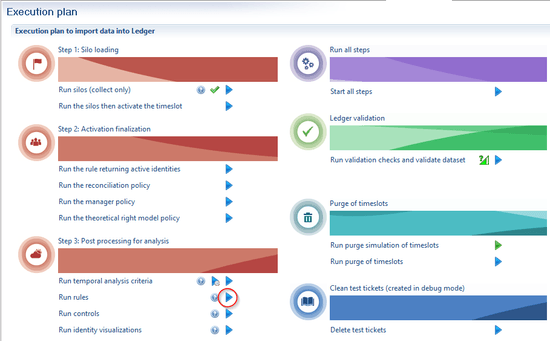 Execution plan
Execution plan to import data into Ledger
Step 1: Silo loading
Run silos (collect only)
Run the silos then activate the timeslot
Step 2: Activation finalization
Run the rule returning active identities
Run the reconciliation policy
Run the manager policy
Run the theoretical right model policy
Step 3: Post processing for analysis
Run temporal analysis criteria
Run rules
Run controls
Run identity visualizations
Run all steps
Start all steps
Ledger validation
Run validation checks and validate dataset
Purge of timeslots
Run purge simulation of timeslots
Run purge of timeslots
Clean test tickets (created in debug mode)
Delete test tickets